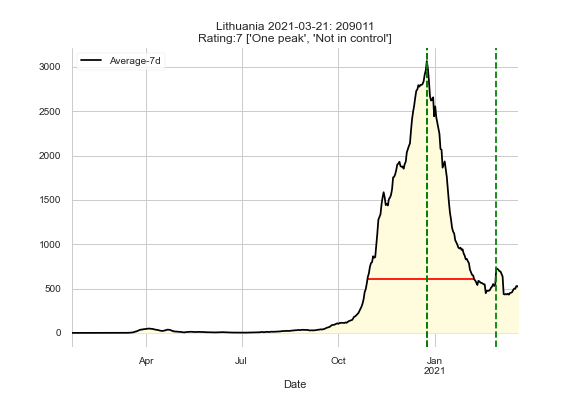 Lithuania 2021-03-21: 209011
Rating:7 ['One peak', 'Not in control']
Average-7d
3000
2500
2000
1500
1000
500
0
Apr
Jul
Oct
Jan
2021
Date